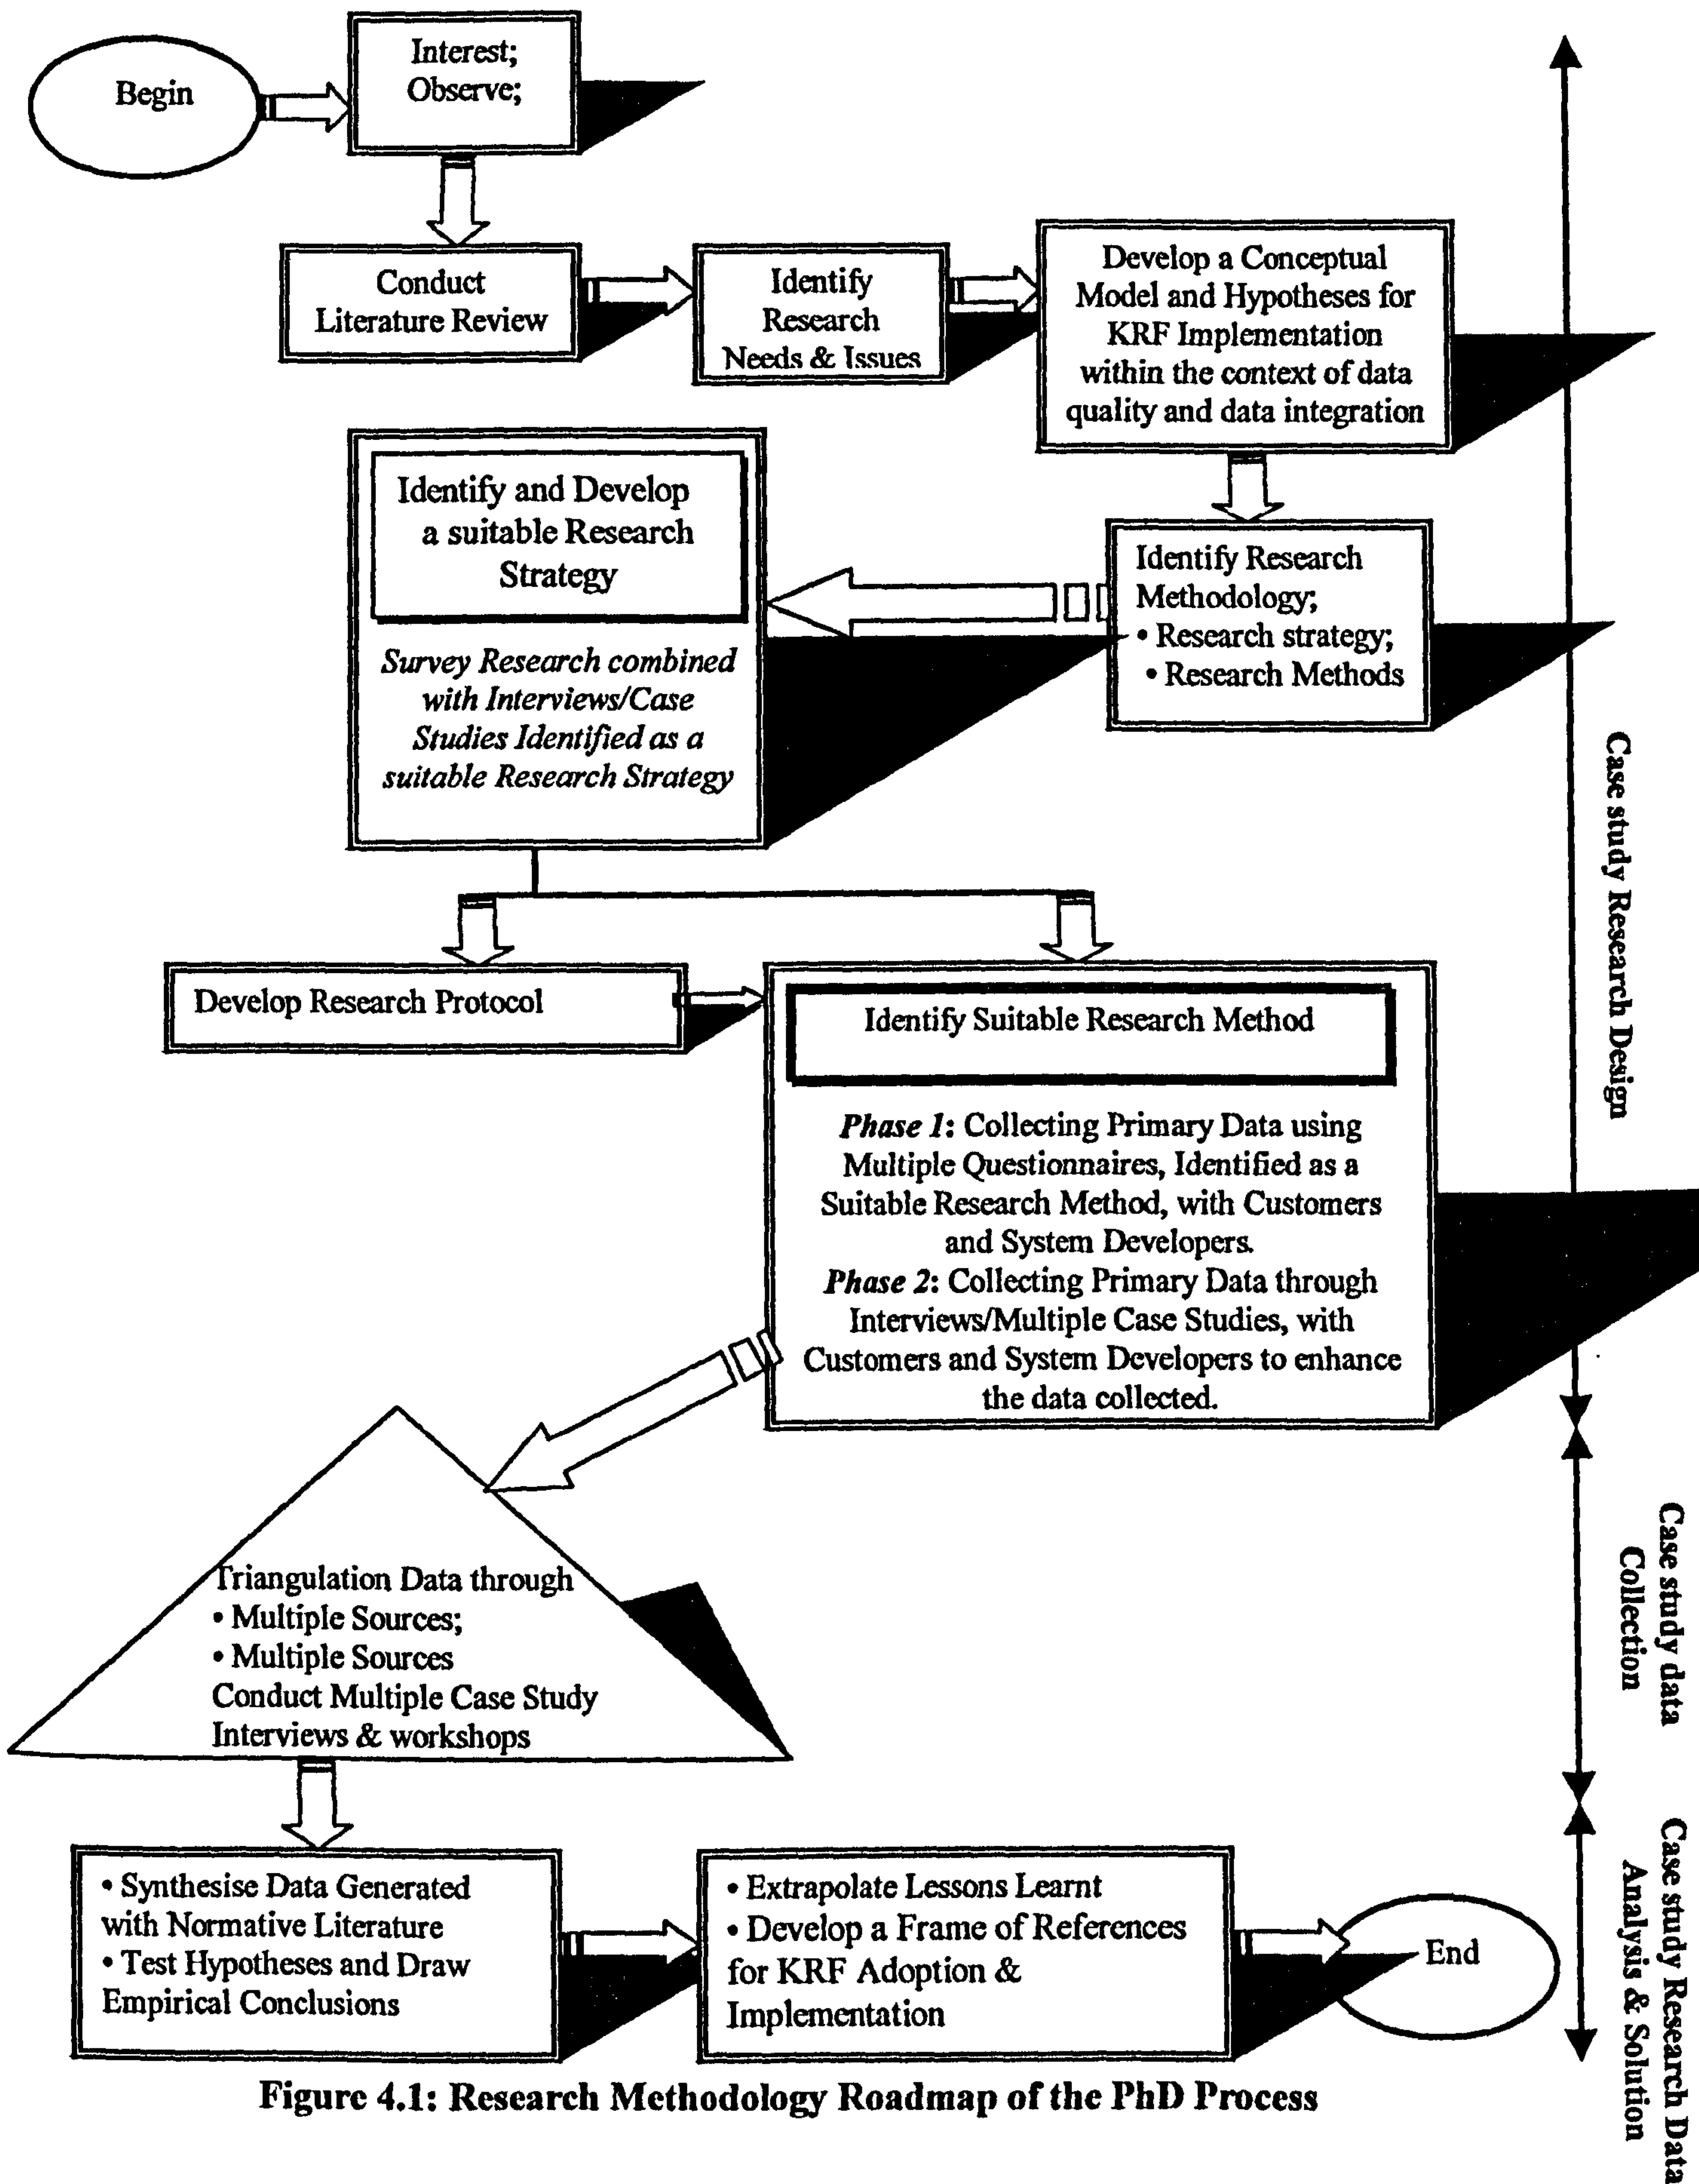 Begin
Interest;
Observe;
Conduct
Literature Review
Identify
Research
Needs & Issues
Develop a Conceptual
Model and Hypotheses for
KRF Implementation
within the context of data
quality and data integration
Identify Research
Methodology;
• Research strategy;
• Research Methods
Identify and Develop
a suitable Research
Strategy
Survey Research combined
with Interviews/Case
Studies Identified as a
suitable Research Strategy
Develop Research Protocol
Identify Suitable Research Method
Phase 1: Collecting Primary Data using
Multiple Questionnaires, Identified as a
Suitable Research Method, with Customers
and System Developers.
Phase 2: Collecting Primary Data through
Interviews/Multiple Case Studies, with
Customers and System Developers to enhance
the data collected.
Case study Research Design
Triangulation Data through
• Multiple Sources;
• Multiple Sources
Conduct Multiple Case Study
Interviews & workshops
Case study data
Collection
• Synthesise Data Generated
with Normative Literature
• Test Hypotheses and Draw
Empirical Conclusions
• Extrapolate Lessons Learnt
• Develop a Frame of References
for KRF Adoption &
Implementation
End
Case study Research Data
Analysis & Solution
Figure 4.1: Research Methodology Roadmap of the PhD Process